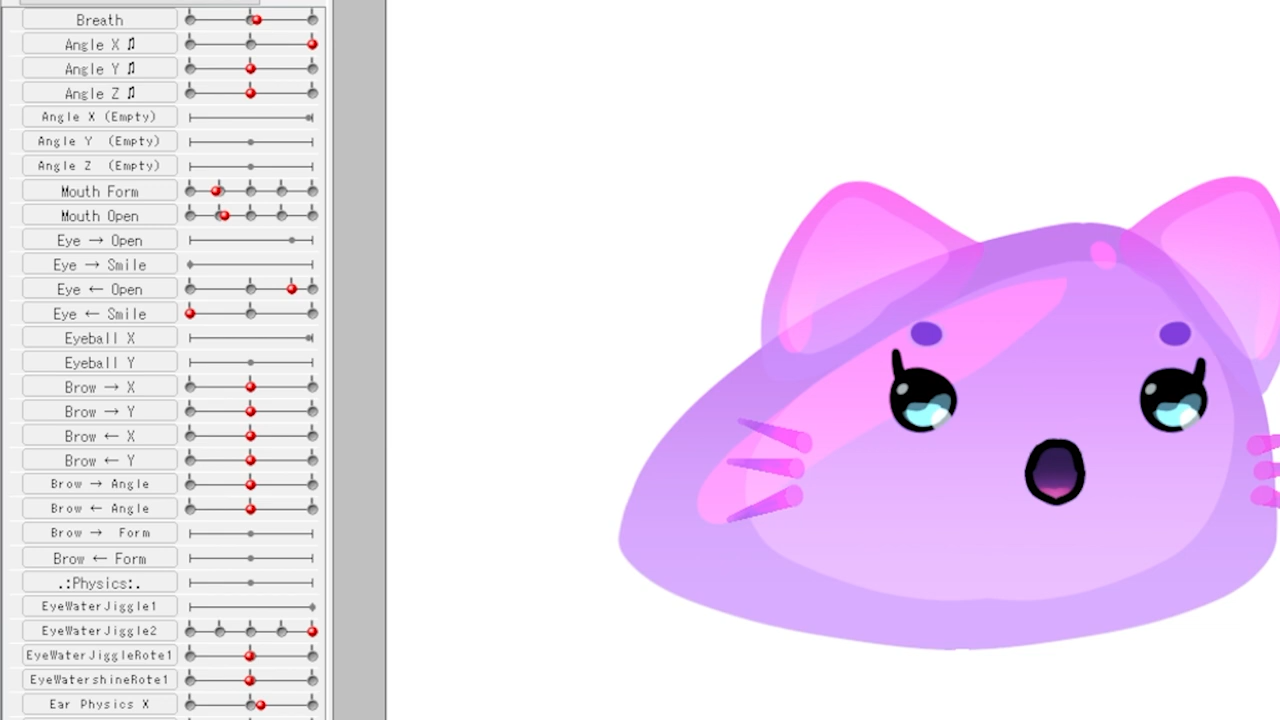 Breath
Angle X ♫
Angle Y ♫
Angle Z ♫
Angle X (Empty)
Angle Y (Empty)
Angle Z (Empty)
Mouth Form
Mouth Open
Eye → Open
Eye → Smile
Eye ← Open
Eye ← Smile
Eyeball X
Eyeball Y
Brow → X
Brow → Y
Brow ← X
Brow ← Y
Brow → Angle
Brow ← Angle
Brow → Form
Brow ← Form
.:Physics:.
EyeWaterJiggle1
EyeWaterJiggle2
EyeWaterJiggleRote1
EyeWatershineRote1
Ear Physics X